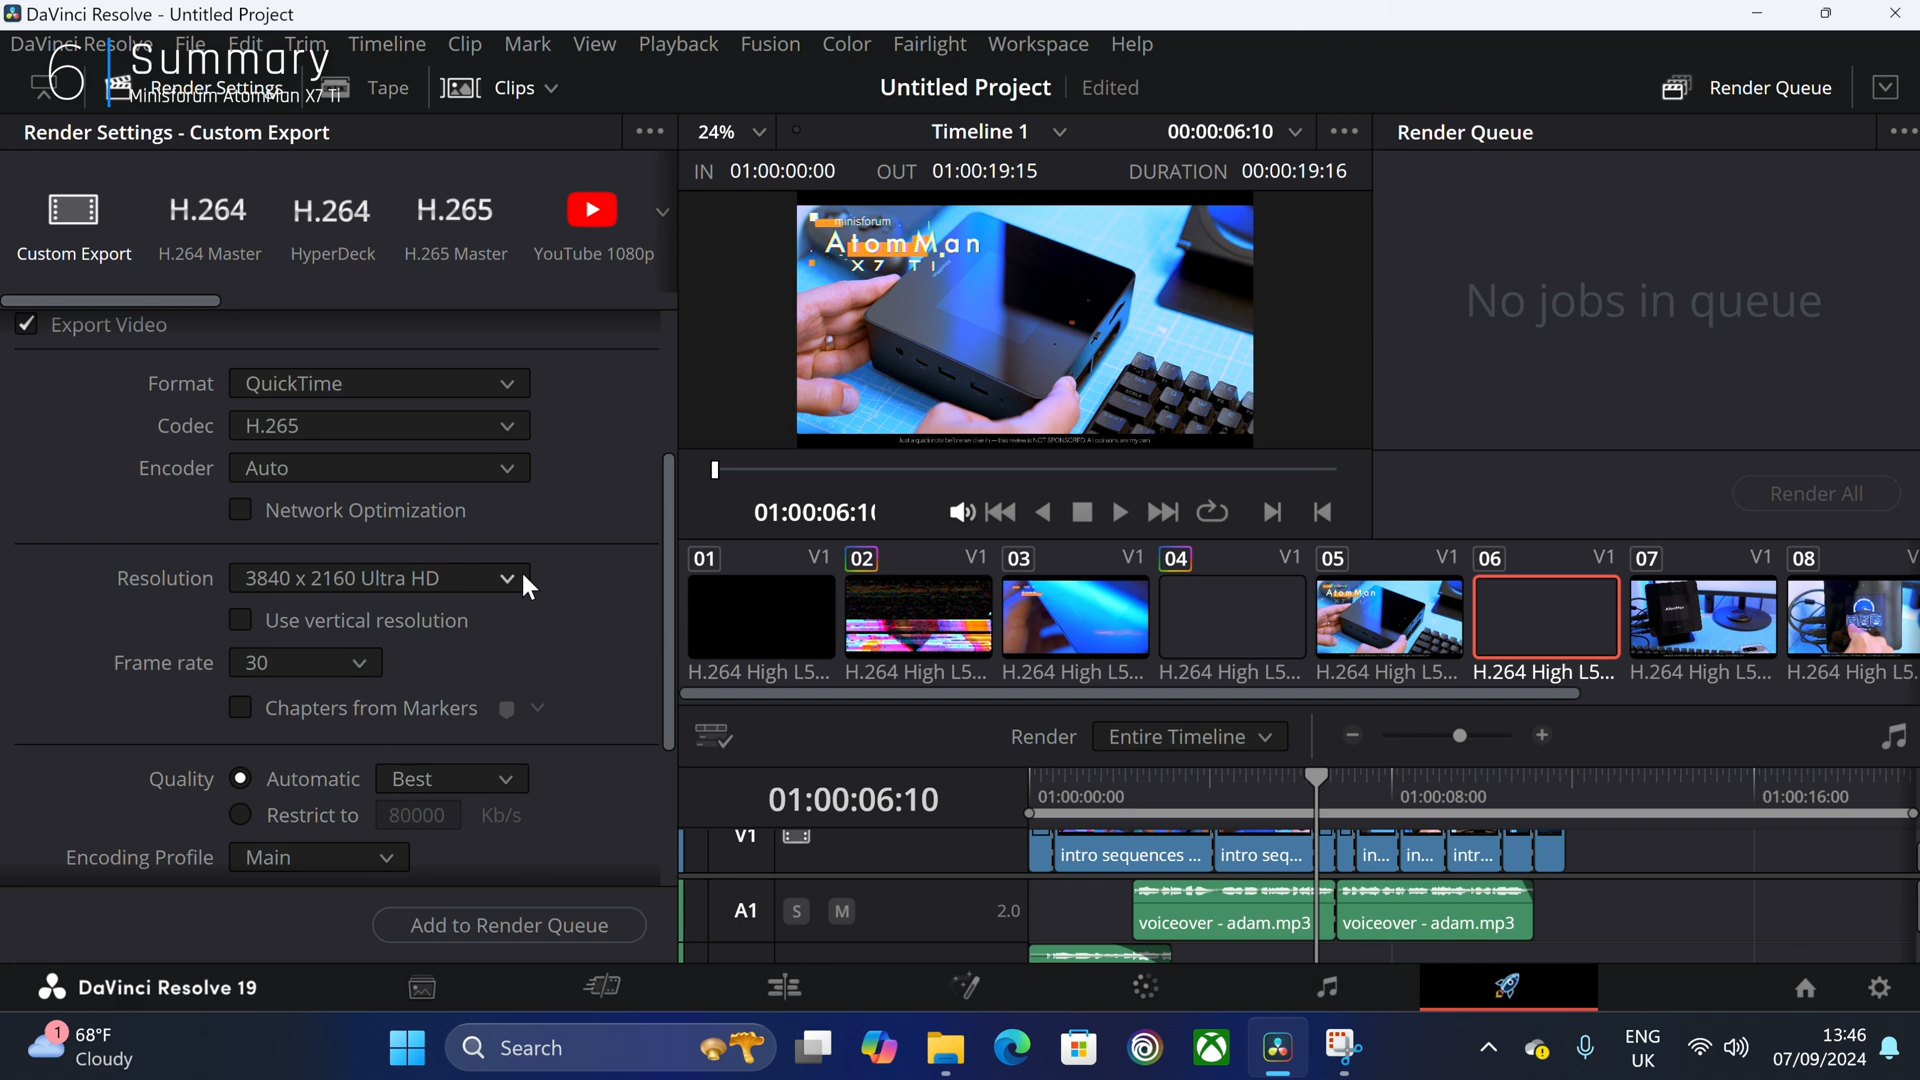 DaVinci Resolve - Untitled Project
DaVinci Resolve File Edit Trim Timeline Clip Mark View Playback Fusion Color Fairlight Workspace Help
6 Summary
Minisforum AtomMan X7 Ti
Render Settings Tape Clips Untitled Project Edited Render Queue
Render Settings - Custom Export 24% Timeline 1 00:00:06:10 Render Queue
IN 01:00:00:00 OUT 01:00:19:15 DURATION 00:00:19:16
H.264 H.264 H.265
Custom Export H.264 Master HyperDeck H.265 Master YouTube 1080p
minisforum
AtomMan
X7 TI
Just a quick note before we dive in — this review is NOT SPONSORED. All opinions are my own.
No jobs in queue
Export Video
Format QuickTime
Codec H.265
Encoder Auto
Network Optimization
Render All
01:00:06:10
Resolution 3840 x 2160 Ultra HD
Use vertical resolution
Frame rate 30
Chapters from Markers
01 V1 02 V1 03 V1 04 V1 05 V1 06 V1 07 V1 08 V
AtomMan
H.264 High L5... H.264 High L5... H.264 High L5... H.264 High L5... H.264 High L5... H.264 High L5... H.264 High L5... H.264 High L5.
Render Entire Timeline
Quality Automatic Best
Restrict to 80000 Kb/s
Encoding Profile Main
Add to Render Queue
01:00:06:10 01:00:00:00 01:00:08:00 01:00:16:00
V1 intro sequences ... intro seq... in... in... intr...
A1 S M 2.0 voiceover - adam.mp3 voiceover - adam.mp3
DaVinci Resolve 19
1 68°F
Cloudy
Search
ENG
UK
13:46
07/09/2024